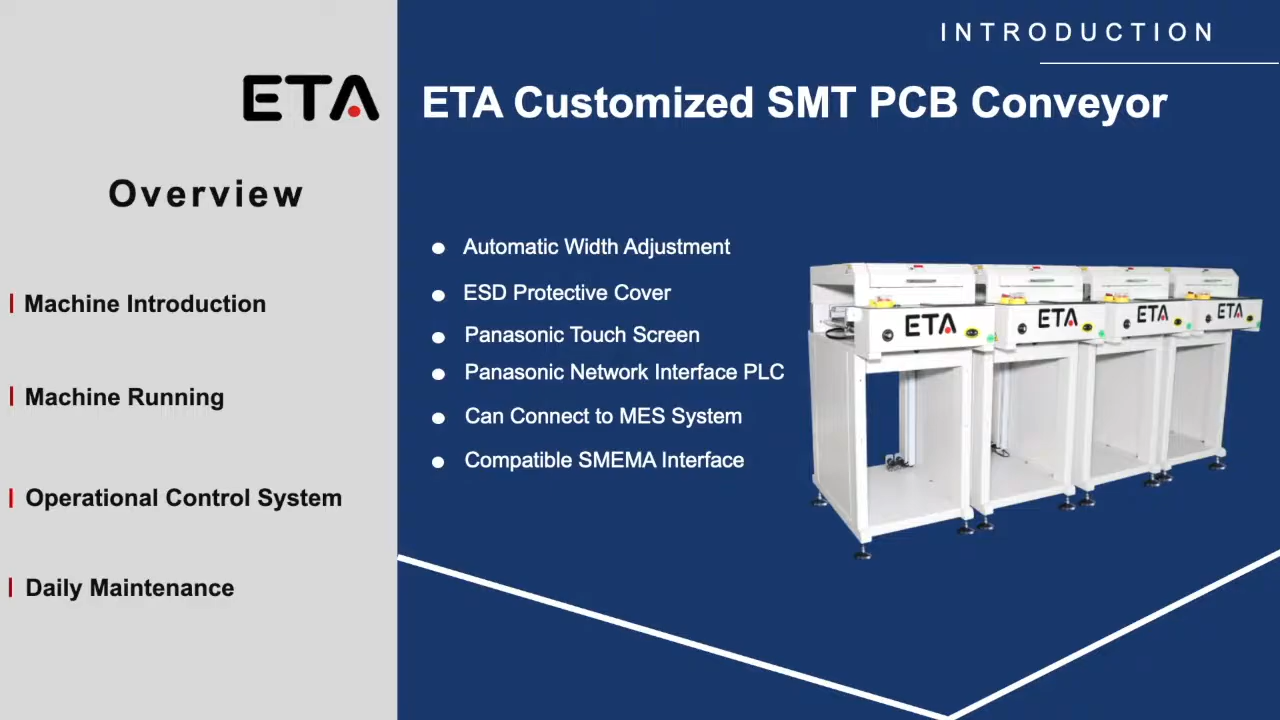 INTRODUCTION
ETA
ETA Customized SMT PCB Conveyor
Overview
Machine Introduction
Machine Running
Operational Control System
Daily Maintenance
Automatic Width Adjustment
ESD Protective Cover
Panasonic Touch Screen
Panasonic Network Interface PLC
Can Connect to MES System
Compatible SMEMA Interface
ETA
ETA
ETA
ETA